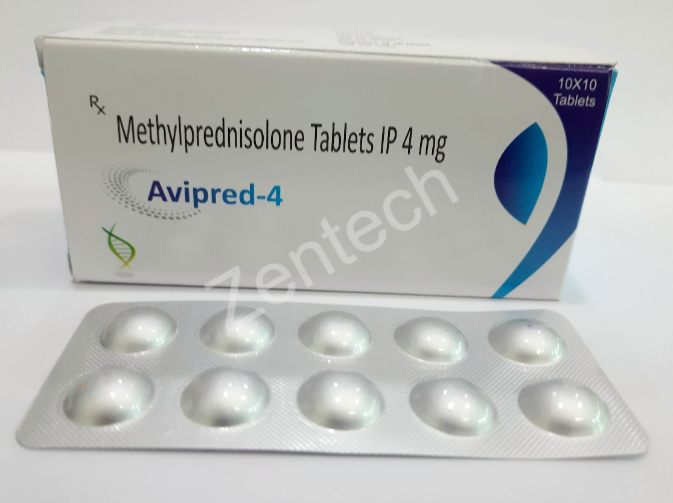 10X10
Tablets
Rx
Methylprednisolone Tablets IP 4 mg
Avipred-4
Zentech